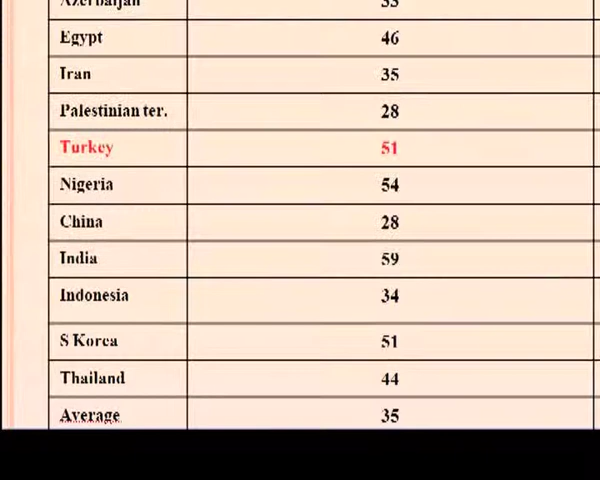 Egypt 46
Iran 35
Palestinian ter. 28
Turkey 51
Nigeria 54
China 28
India 59
Indonesia 34
S Korea 51
Thailand 44
Average 35